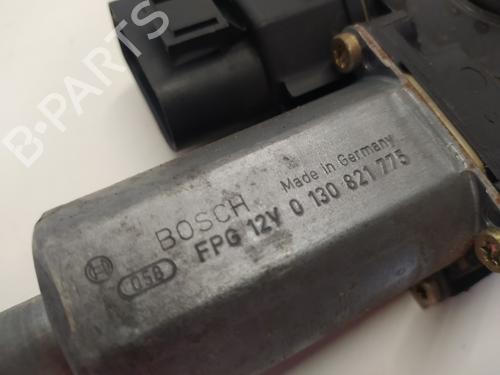 B-PARTS
Made in Germany
BOSCH
FPG 12V 0 130 821 775
058